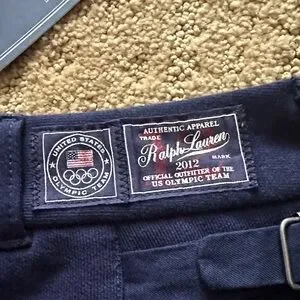 UNITED STATES
OLYMPIC TEAM
AUTHENTIC APPAREL
TRADE
Ralph Lauren
MARK
2012
OFFICIAL OUTFITTER OF THE
US OLYMPIC TEAM